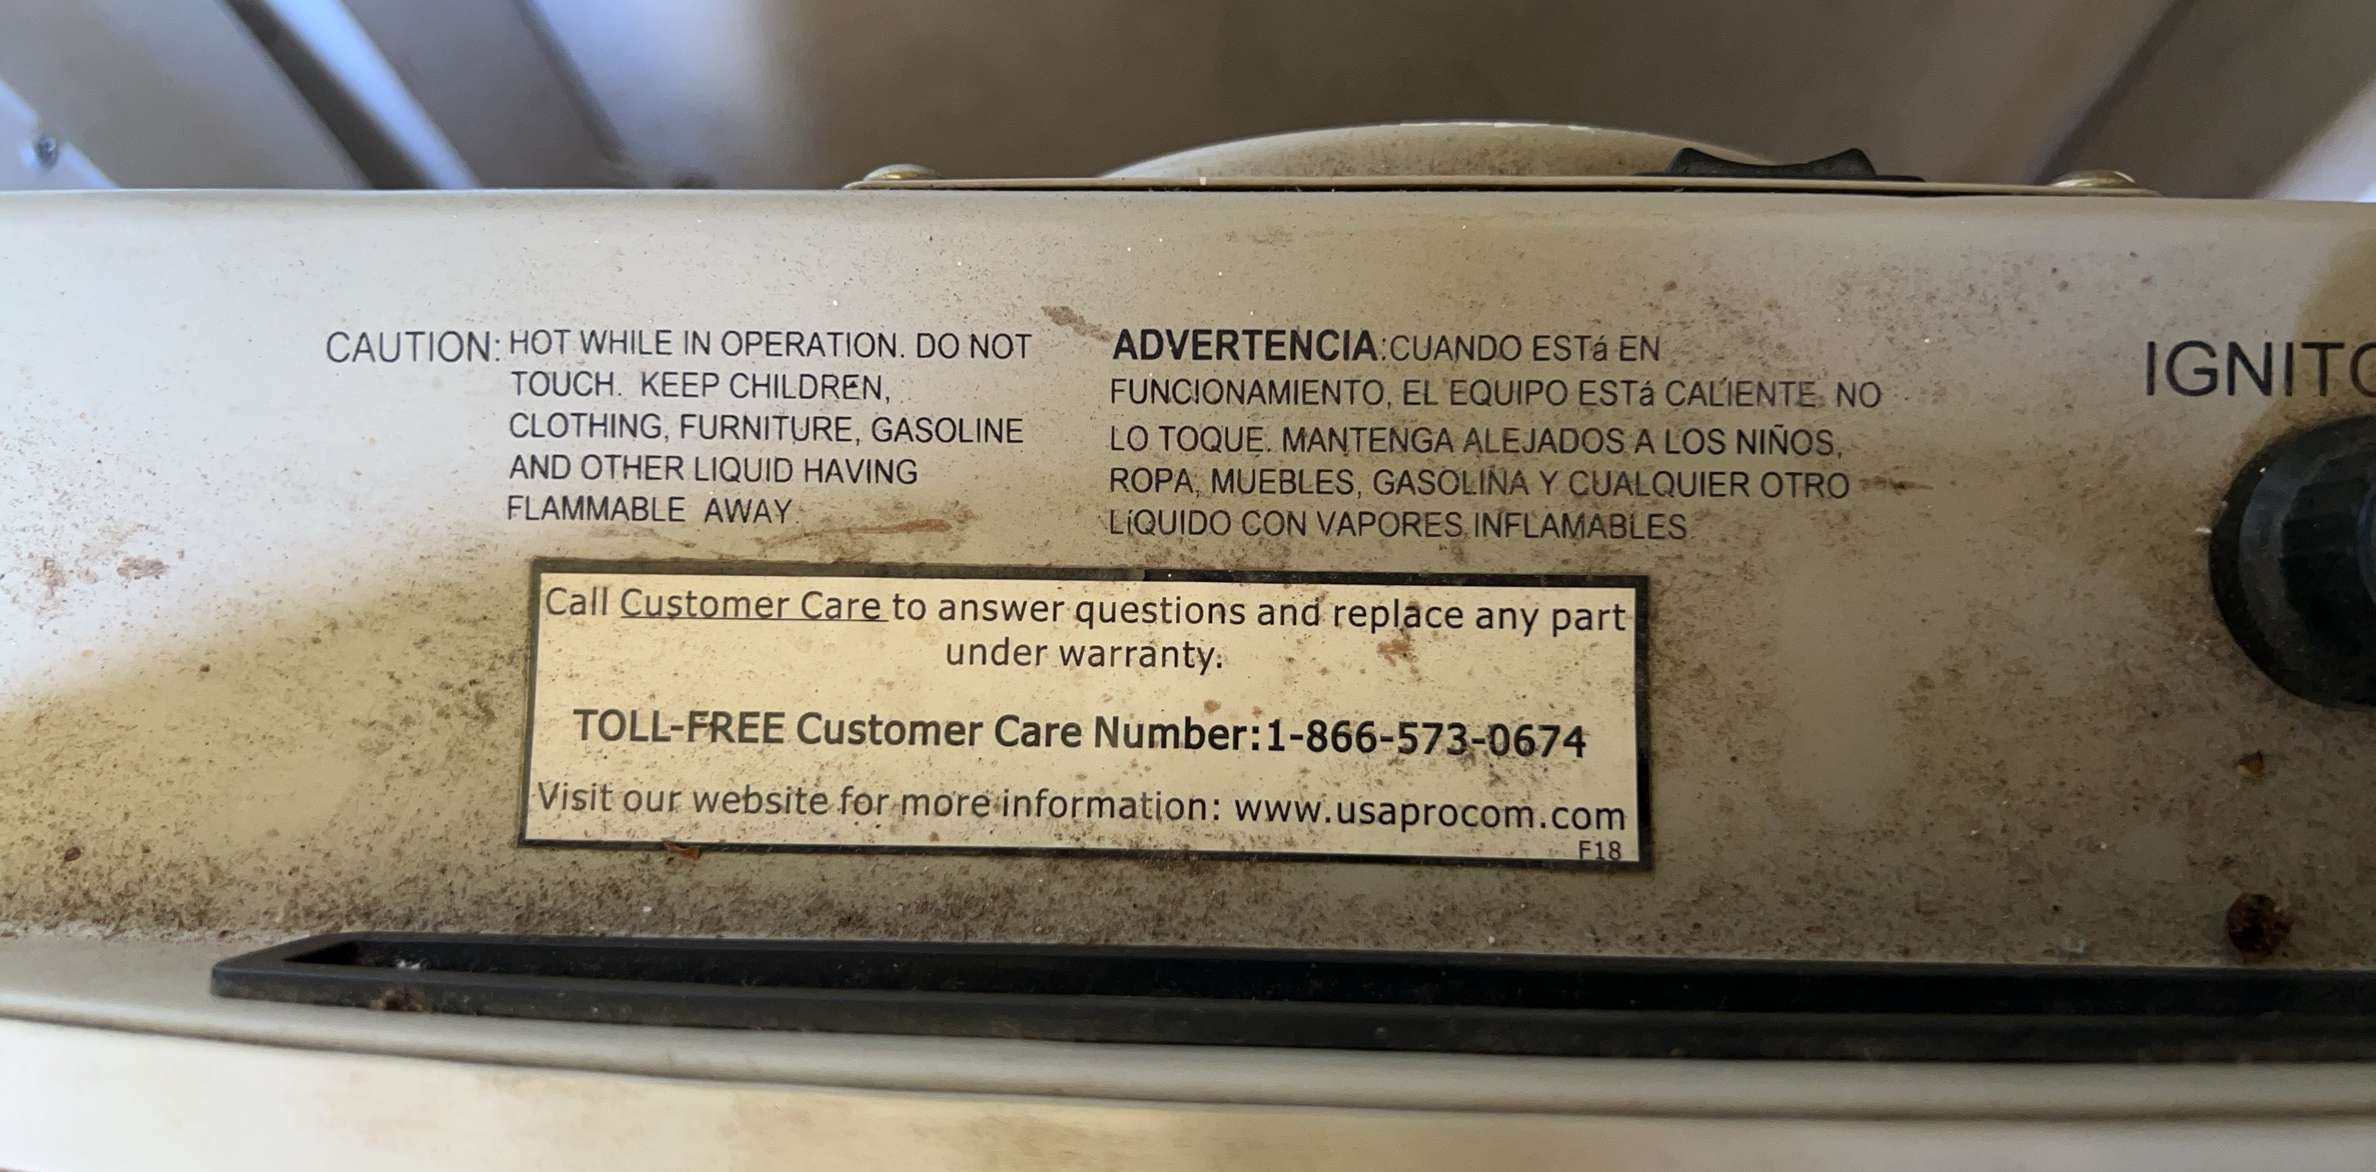 CAUTION: HOT WHILE IN OPERATION. DO NOT
TOUCH. KEEP CHILDREN,
CLOTHING, FURNITURE, GASOLINE
AND OTHER LIQUID HAVING
FLAMMABLE AWAY.
ADVERTENCIA:CUANDO ESTá EN
FUNCIONAMIENTO, EL EQUIPO ESTá CALIENTE. NO
LO TOQUE. MANTENGA ALEJADOS A LOS NIÑOS,
ROPA, MUEBLES, GASOLINA Y CUALQUIER OTRO
LíQUIDO CON VAPORES INFLAMABLES.
Call Customer Care to answer questions and replace any part
under warranty.
TOLL-FREE Customer Care Number:1-866-573-0674
Visit our website for more information: www.usaprocom.com
F18